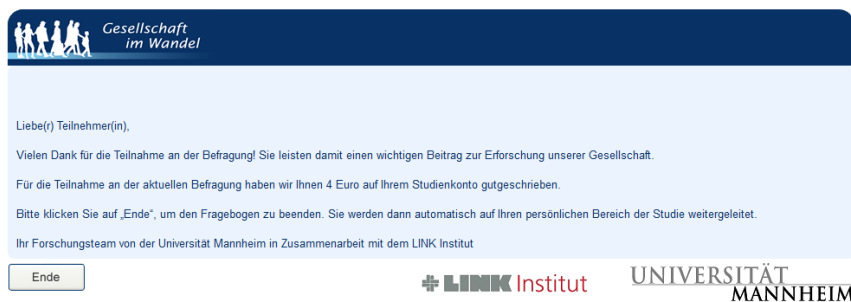 Gesellschaft
im Wandel
Liebe(r) Teilnehmer(in),
Vielen Dank für die Teilnahme an der Befragung! Sie leisten damit einen wichtigen Beitrag zur Erforschung unserer Gesellschaft.
Für die Teilnahme an der aktuellen Befragung haben wir Ihnen 4 Euro auf Ihrem Studienkonto gutgeschrieben.
Bitte klicken Sie auf „Ende“, um den Fragebogen zu beenden. Sie werden dann automatisch auf Ihren persönlichen Bereich der Studie weitergeleitet.
Ihr Forschungsteam von der Universität Mannheim in Zusammenarbeit mit dem LINK Institut
Ende
LINK Institut
UNIVERSITÄT
MANNHEIM